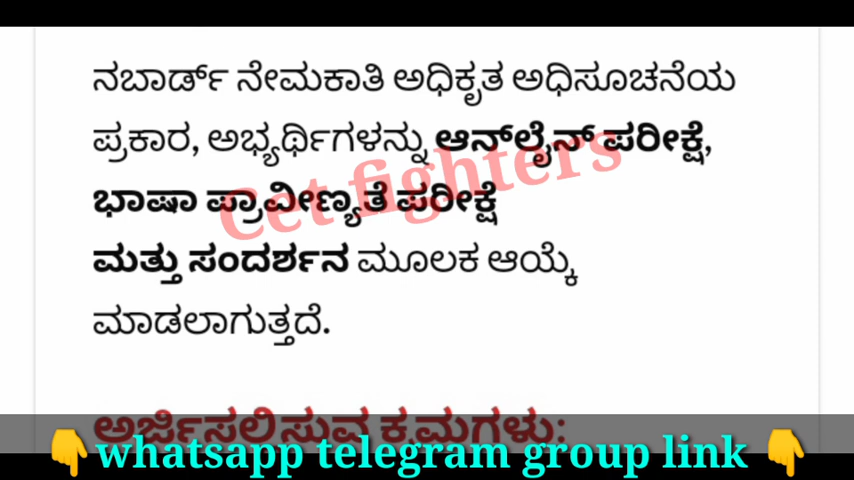 ನಬಾರ್ಡ್ ನೇಮಕಾತಿ ಅಧಿಕೃತ ಅಧಿಸೂಚನೆಯ
ಪ್ರಕಾರ, ಅಭ್ಯರ್ಥಿಗಳನ್ನು ಆನ್‌ಲೈನ್ ಪರೀಕ್ಷೆ,
ಭಾಷಾ ಪ್ರಾವೀಣ್ಯತೆ ಪರೀಕ್ಷೆ
ಮತ್ತು ಸಂದರ್ಶನ ಮೂಲಕ ಆಯ್ಕೆ
ಮಾಡಲಾಗುತ್ತದೆ.
Cet fighters
ಅರ್ಜಿಸಲ್ಲಿಸುವ ಕ್ರಮಗಳು:
👇whatsapp telegram group link 👇